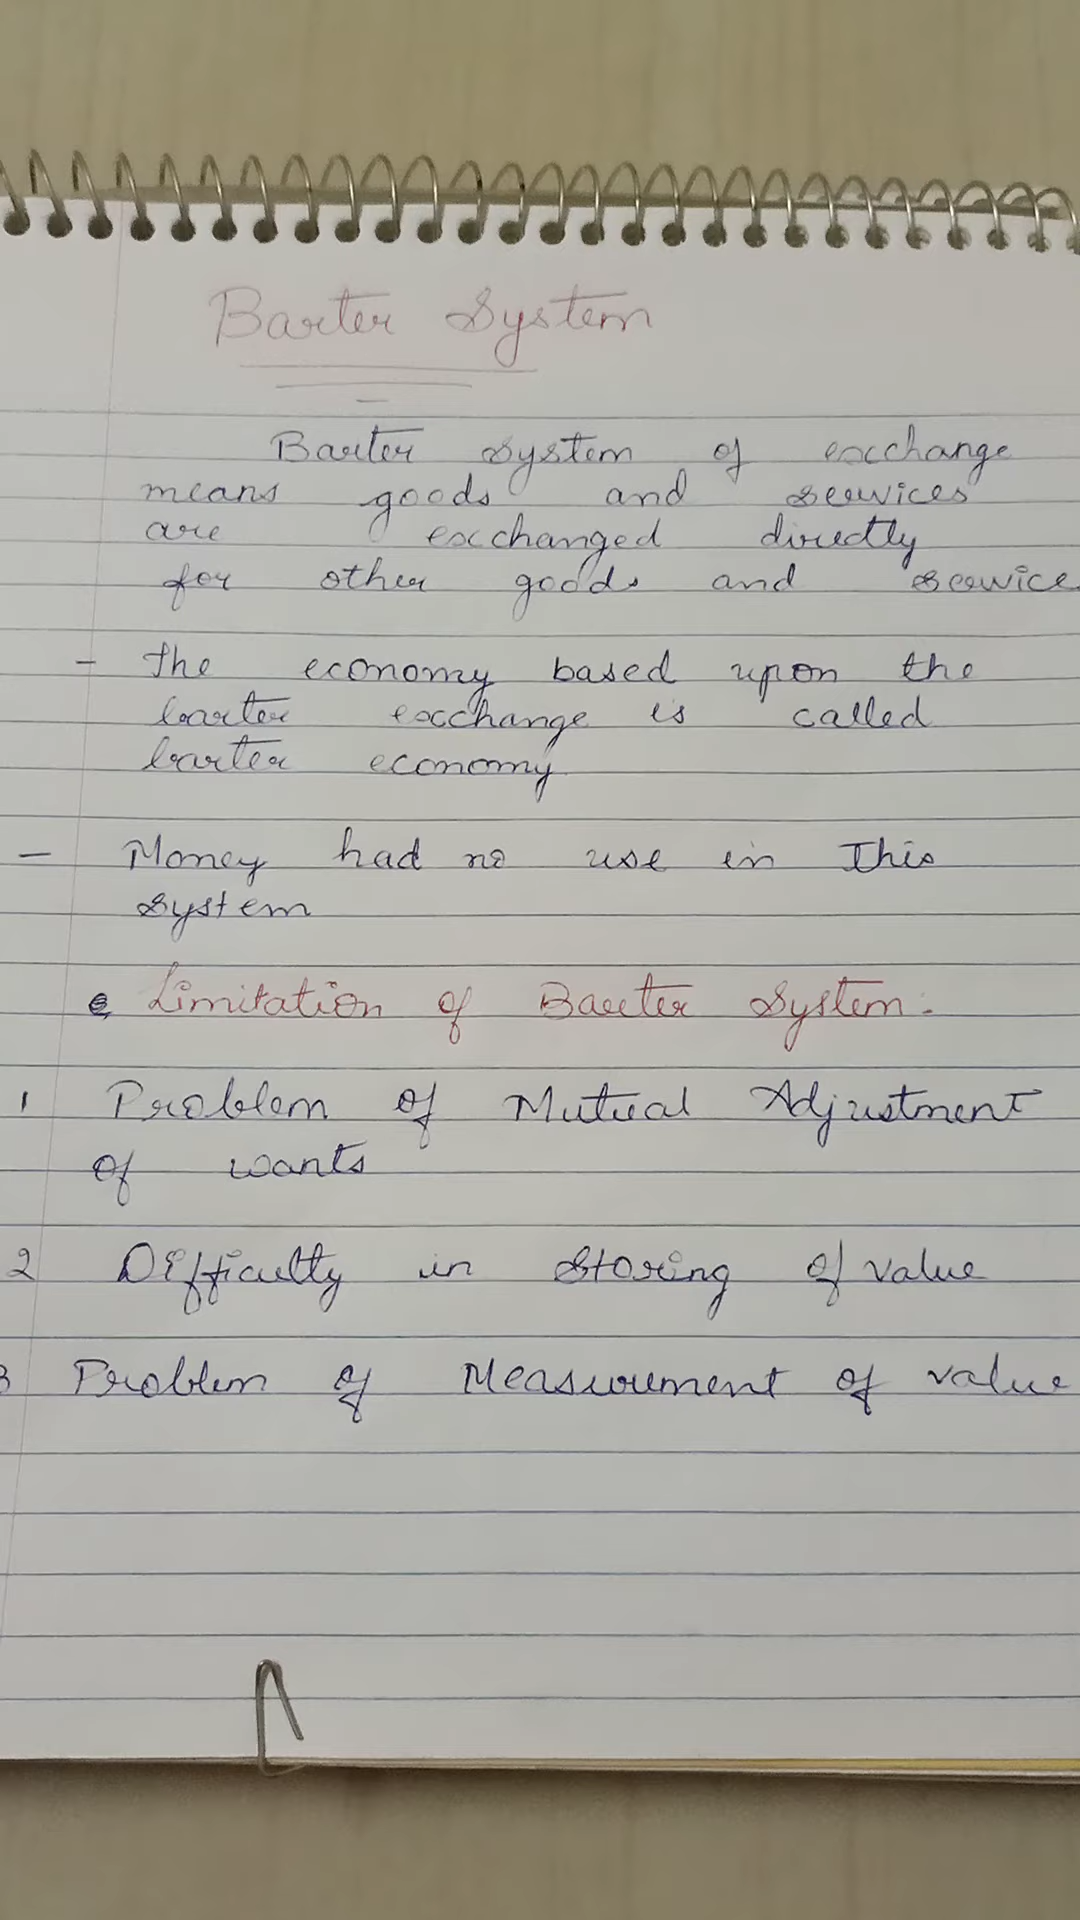 Barter System
Barter system of exchange
means goods and services
are exchanged directly
for other goods and service
- The economy based upon the
barter exchange is called
barter economy
- Money had no use in This
system
Limitation of Barter System.
1 Problem of Mutual Adjustment
of wants
2 Difficulty in Storing of value
3 Problem of Measurement of value